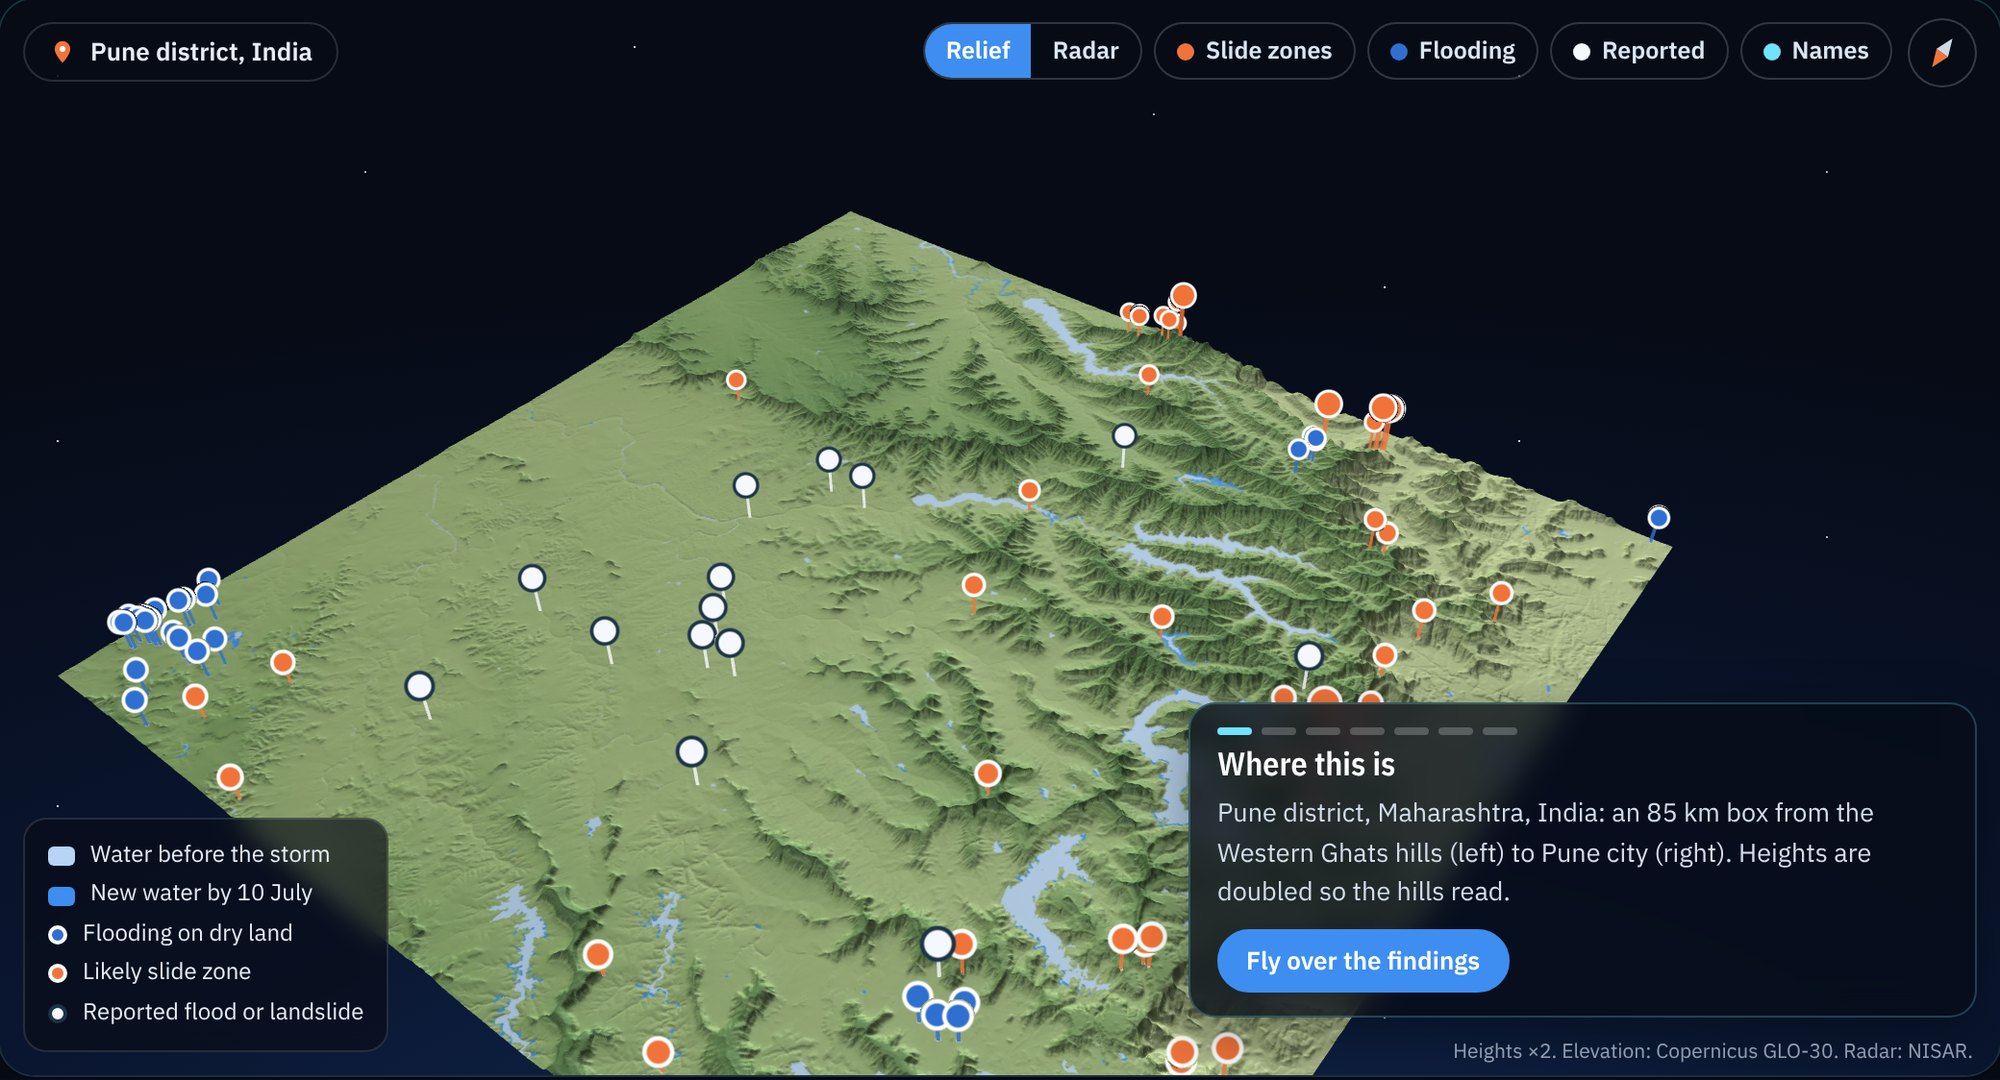 Pune district, India
Relief
Radar
Slide zones
Flooding
Reported
Names
Water before the storm
New water by 10 July
Flooding on dry land
Likely slide zone
Reported flood or landslide
Where this is
Pune district, Maharashtra, India: an 85 km box from the
Western Ghats hills (left) to Pune city (right). Heights are
doubled so the hills read.
Fly over the findings
Heights ×2. Elevation: Copernicus GLO-30. Radar: NISAR.